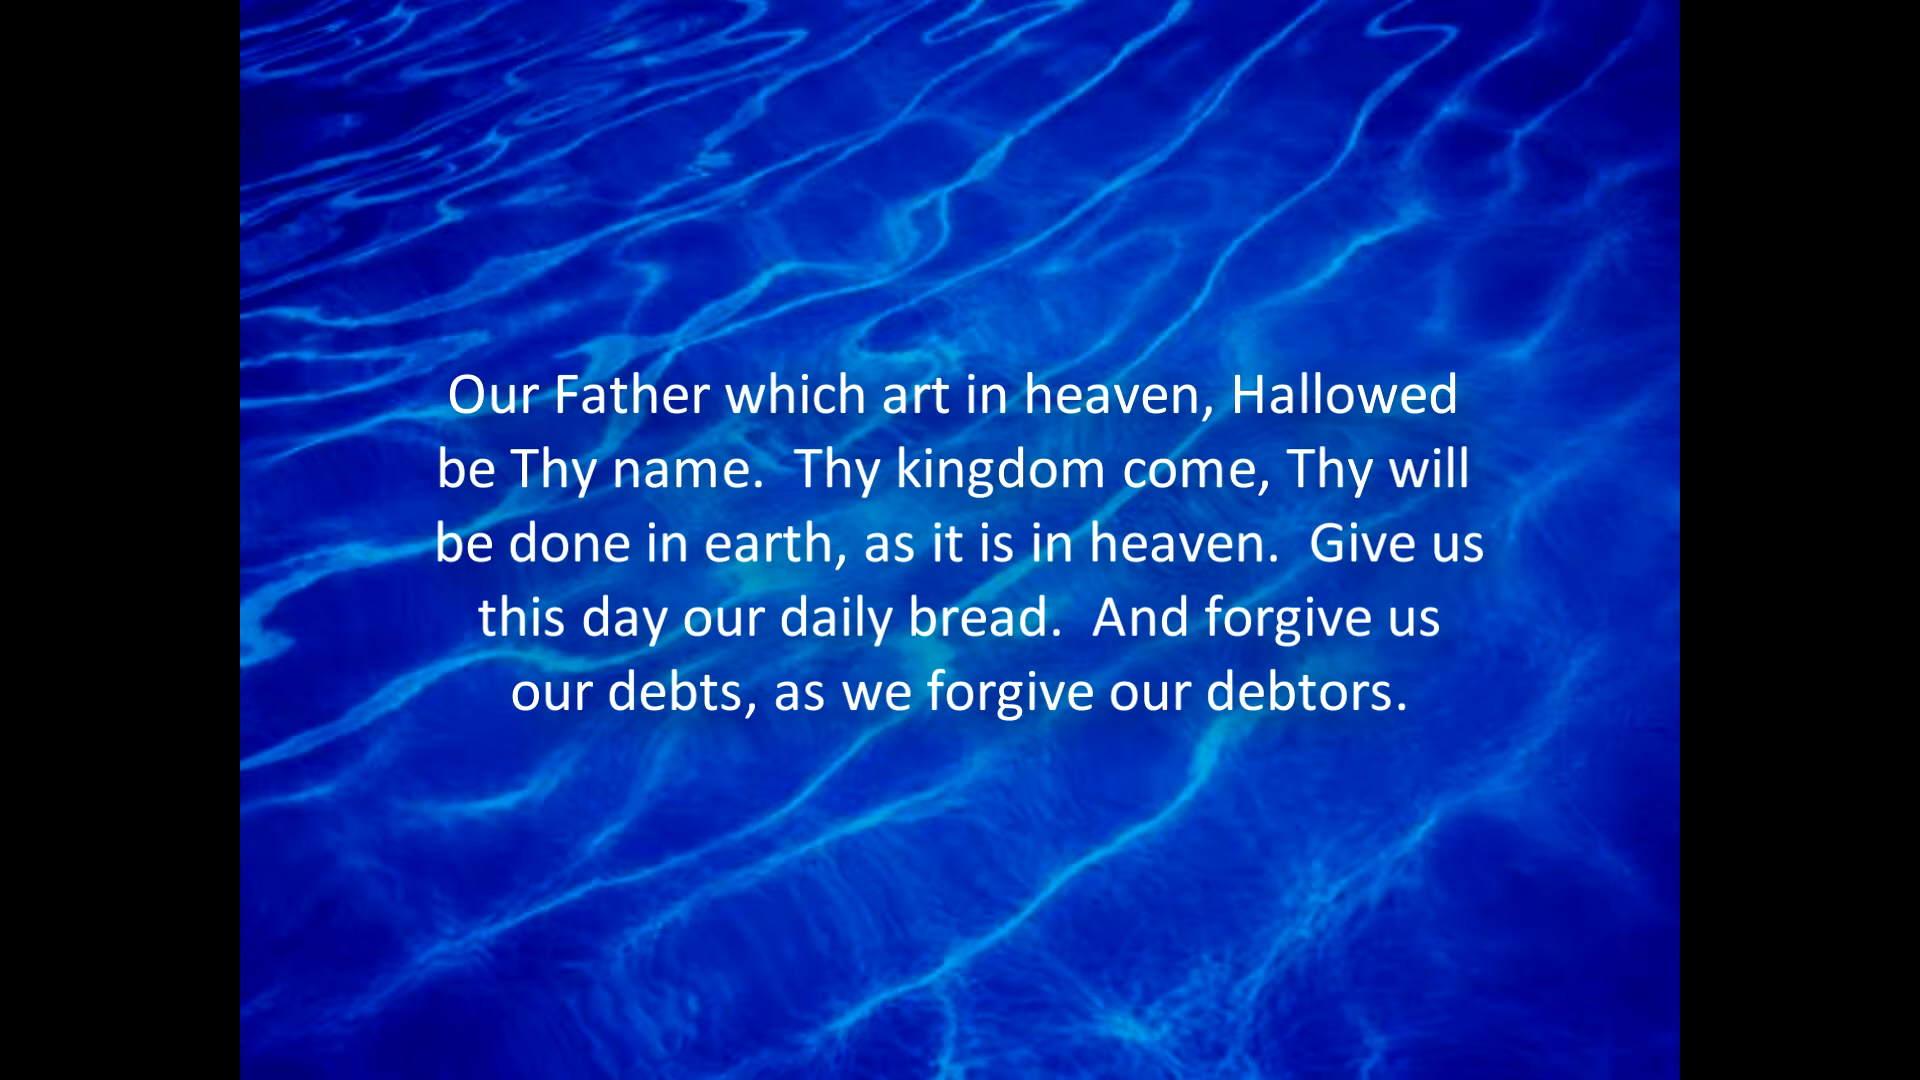 Our Father which art in heaven, Hallowed
be Thy name.  Thy kingdom come, Thy will
be done in earth, as it is in heaven.  Give us
this day our daily bread.  And forgive us
our debts, as we forgive our debtors.